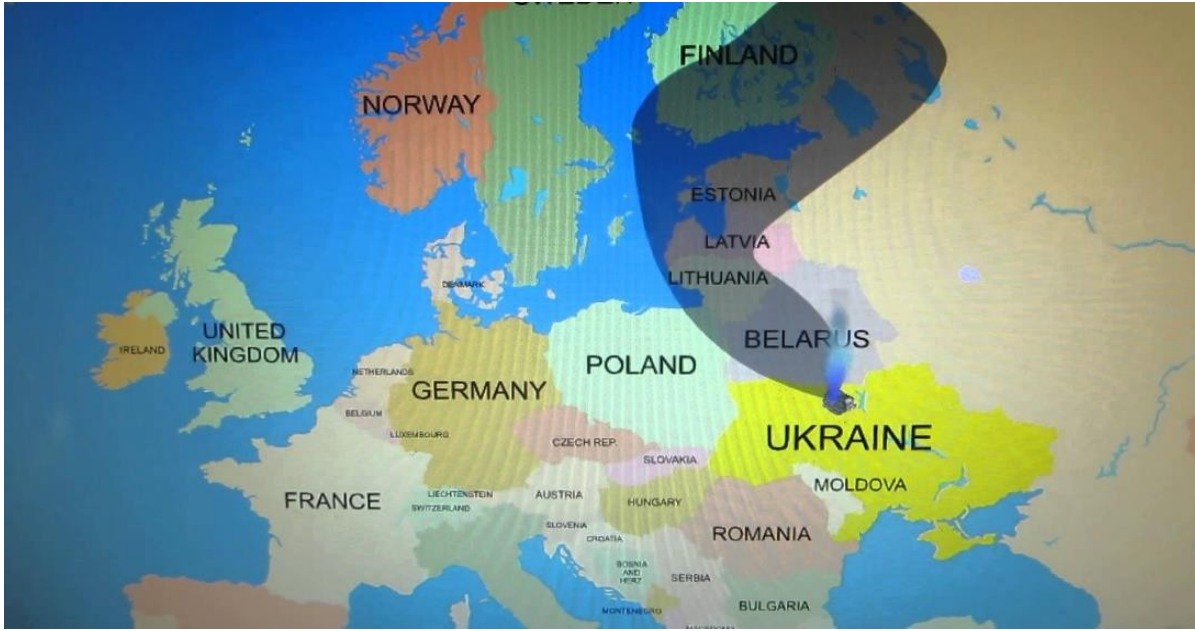 SWEDEN
FINLAND
NORWAY
ESTONIA
LATVIA
LITHUANIA
DENMARK
UNITED
KINGDOM
IRELAND
BELARUS
POLAND
NETHERLANDS
GERMANY
BELGIUM
LUXEMBOURG
UKRAINE
CZECH REP.
SLOVAKIA
MOLDOVA
FRANCE
LIECHTENSTEIN
SWITZERLAND
AUSTRIA
HUNGARY
SLOVENIA
CROATIA
ROMANIA
BOSNIA
AND
HERZ
SERBIA
MONTENEGRO
BULGARIA